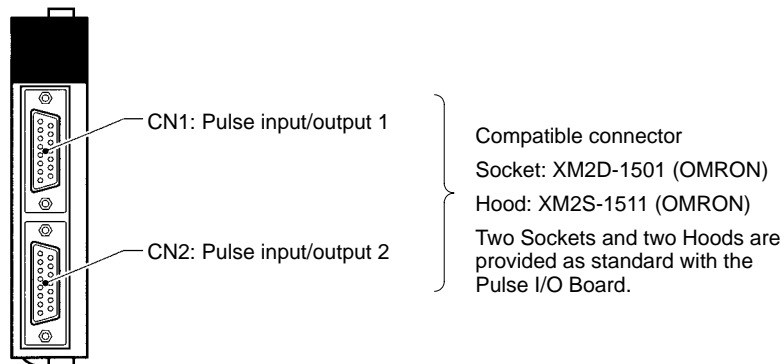 CN1: Pulse input/output 1
CN2: Pulse input/output 2
Compatible connector
Socket: XM2D-1501 (OMRON)
Hood: XM2S-1511 (OMRON)
Two Sockets and two Hoods are
provided as standard with the
Pulse I/O Board.